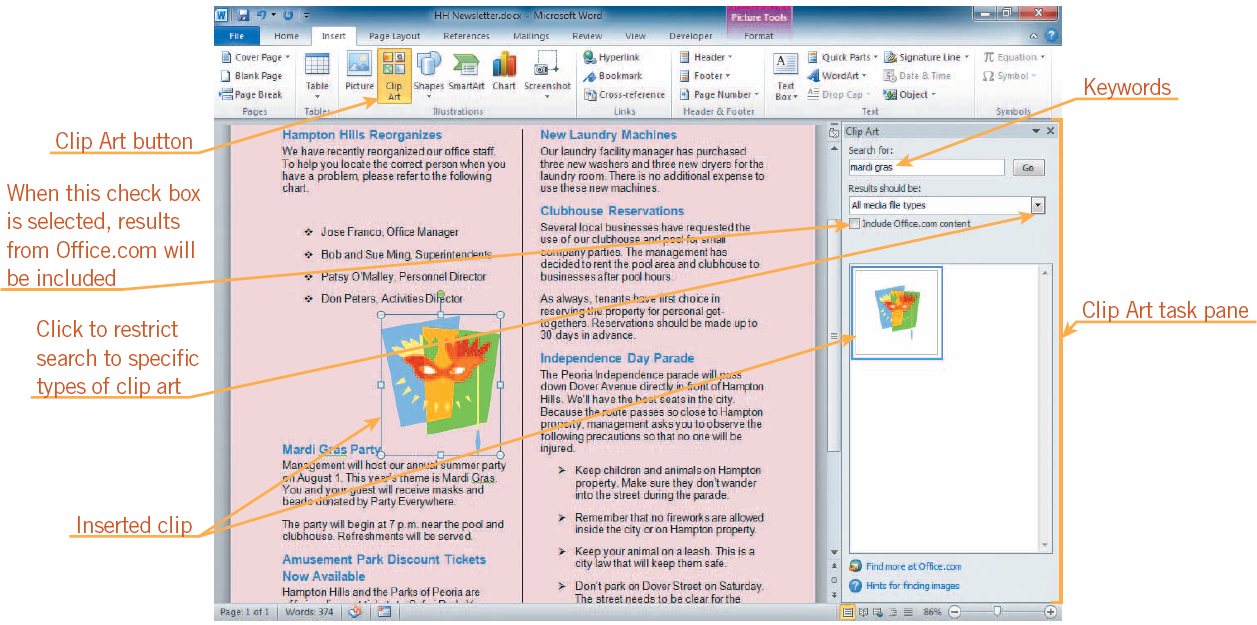 HH Newsletter.docx - Microsoft Word
Picture Tools
File Home Insert Page Layout References Mailings Review View Developer Format
Cover Page
Blank Page
Page Break
Pages
Table
Tables
Picture
Clip
Art
Shapes
SmartArt
Chart
Screenshot
Illustrations
Hyperlink
Bookmark
Cross-reference
Links
Header
Footer
Page Number
Header & Footer
Text
Box
Quick Parts
WordArt
Drop Cap
Signature Line
Date & Time
Object
Text
Equation
Symbol
Symbols
Keywords
Clip Art button
When this check box
is selected, results
from Office.com will
be included
Click to restrict
search to specific
types of clip art
Inserted clip
Hampton Hills Reorganizes
We have recently reorganized our office staff.
To help you locate the correct person when you
have a problem, please refer to the following
chart.
Jose Franco, Office Manager
Bob and Sue Ming, Superintendents
Patsy O'Malley, Personnel Director
Don Peters, Activities Director
Mardi Gras Party
Management will host our annual summer party
on August 1. This year's theme is Mardi Gras.
You and your guest will receive masks and
beads donated by Party Everywhere.
The party will begin at 7 p.m. near the pool and
clubhouse. Refreshments will be served.
Amusement Park Discount Tickets
Now Available
Hampton Hills and the Parks of Peoria are
New Laundry Machines
Our laundry facility manager has purchased
three new washers and three new dryers for the
laundry room. There is no additional expense to
use these new machines.
Clubhouse Reservations
Several local businesses have requested the
use of our clubhouse and pool for small
company parties. The management has
decided to rent the pool area and clubhouse to
businesses after pool hours.
As always, tenants have first choice in
reserving the property for personal get-
togethers. Reservations should be made up to
30 days in advance.
Independence Day Parade
The Peoria Independence parade will pass
down Dover Avenue directly in front of Hampton
Hills. We'll have the best seats in the city.
Because the route passes so close to Hampton
property, management asks you to observe the
following precautions so that no one will be
injured.
Keep children and animals on Hampton
property. Make sure they don't wander
into the street during the parade.
Remember that no fireworks are allowed
inside the city or on Hampton property.
Keep your animal on a leash. This is a
city law that will keep them safe.
Don't park on Dover Street on Saturday.
The street needs to be clear for the
Clip Art
Search for:
mardi gras
Go
Results should be:
All media file types
Include Office.com content
Find more at Office.com
Hints for finding images
Clip Art task pane
Page: 1 of 1 Words: 374 86%